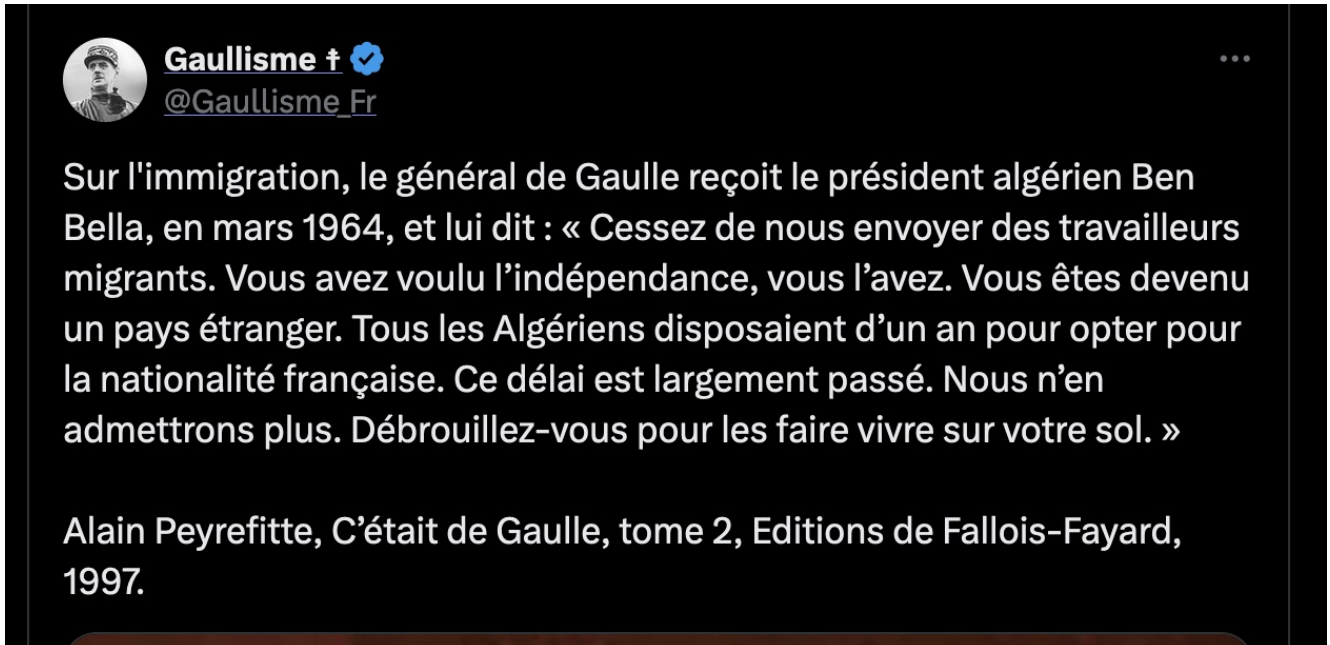 Gaullisme ☨
@Gaullisme_Fr
Sur l'immigration, le général de Gaulle reçoit le président algérien Ben
Bella, en mars 1964, et lui dit : « Cessez de nous envoyer des travailleurs
migrants. Vous avez voulu l’indépendance, vous l’avez. Vous êtes devenu
un pays étranger. Tous les Algériens disposaient d’un an pour opter pour
la nationalité française. Ce délai est largement passé. Nous n’en
admettrons plus. Débrouillez-vous pour les faire vivre sur votre sol. »
Alain Peyrefitte, C’était de Gaulle, tome 2, Editions de Fallois-Fayard,
1997.